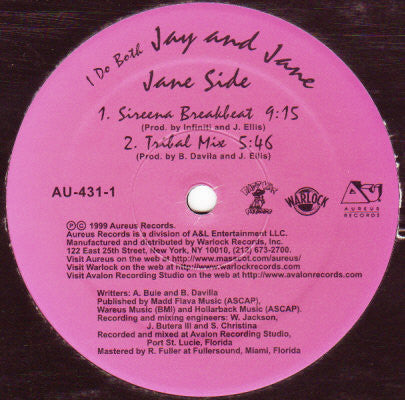 I Do Both Jay and Jane
Jane Side
1. Sireena Breakbeat 9:15
(Prod. by Infiniti and J. Ellis)
2. Tribal Mix 5:46
(Prod. by B. Davila and J. Ellis)
AU-431-1
WARLOCK
AUREUS
RECORDS
Ⓟ© 1999 Aureus Records.
Aureus Records is a division of A&L Entertainment LLC.
Manufactured and distributed by Warlock Records, Inc.
122 East 25th Street, New York, NY 10010, (212) 673-2700.
Visit Aureus on the web at http://www.massbot.com/aureus/
Visit Warlock on the web at http://www.warlockrecords.com
Visit Avalon Recording Studio on the web at http://www.avalonrecords.com
Writters: A. Buie and B. Davilla
Published by Madd Flava Music (ASCAP),
Wareus Music (BMI) and Hollarback Music (ASCAP).
Recording and mixing engineers: W. Jackson,
J. Butera III and S. Christina
Recorded and mixed at Avalon Recording Studio,
Port St. Lucie, Florida
Mastered by R. Fuller at Fullersound, Miami, Florida